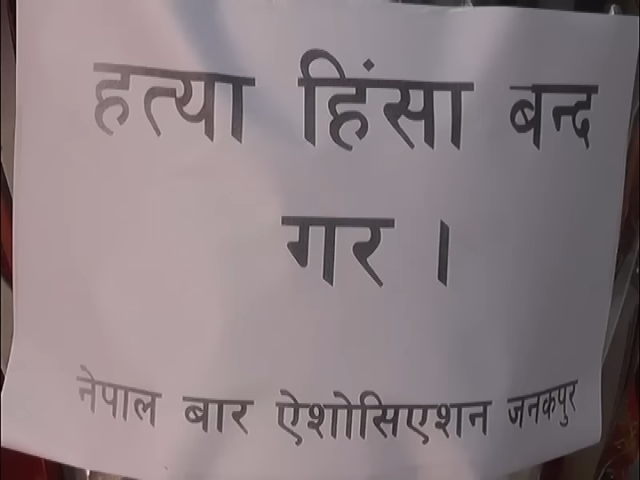 हत्या हिंसा बन्द
गर ।
नेपाल बार ऐशोसिएशन जनकपुर